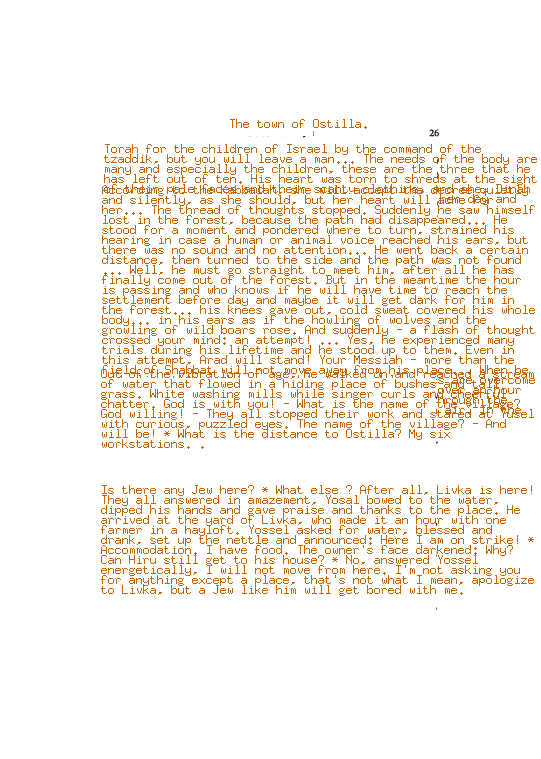 The town of Ostilla.
26
Torah for the children of Israel by the command of the
tzaddik, but you will leave a man... The needs of the body are
many and especially the children, these are the three that he
has left out of ten. His heart was torn to shreds at the sight
of their pale faces and their scanty clothing
and silently, as she should, but her heart will
her... The thread of thoughts stopped. Suddenly he saw himself
lost in the forest, because the path had disappeared... He
stood for a moment and pondered where to turn, strained his
hearing in case a human or animal voice reached his ears, but
there was no sound and no attention... He went back a certain
distance, then turned to the side and the path was not found
... Well, he must go straight to meet him, after all he has
finally come out of the forest. But in the meantime the hour
is passing and who knows if he will have time to reach the
settlement before day and maybe it will get dark for him in
the forest... his knees gave out, cold sweat covered his whole
body... in his ears as if the howling of wolves and the
growling of wild boars rose. And suddenly - a flash of thought
crossed your mind: an attempt! ... Yes, he experienced many
trials during his lifetime and he stood up to them. Even in
this attempt, Arad will stand! Your Messiah - more than the
field of Shabbat will not move away from his place... When be
out of the vibration of age. He walked on and reached a stream
of water that flowed in a hiding place of bushes and
grass. White washing mills while singer curls and cheerful
chatter. God is with you! - What is the name of the village?
God willing! - They all stopped their work and stared at Yusel
with curious, puzzled eyes. The name of the village? - And
will be! * What is the distance to Ostilla? My six
workstations. .
Is there any Jew here? * What else ? After all, Livka is here!
They all answered in amazement, Yosal bowed to the water,
dipped his hands and gave praise and thanks to the place. He
arrived at the yard of Livka, who made it an hour with one
farmer in a hayloft. Yossel asked for water, blessed and
drank, set up the nettle and announced: Here I am on strike! *
Accommodation, I have food. The owner's face darkened: Why?
Can Hiru still get to his house? * No, answered Yossel
energetically, I will not move from here. I'm not asking you
for anything except a place, that's not what I mean, apologize
to Livka, but a Jew like him will get bored with me.